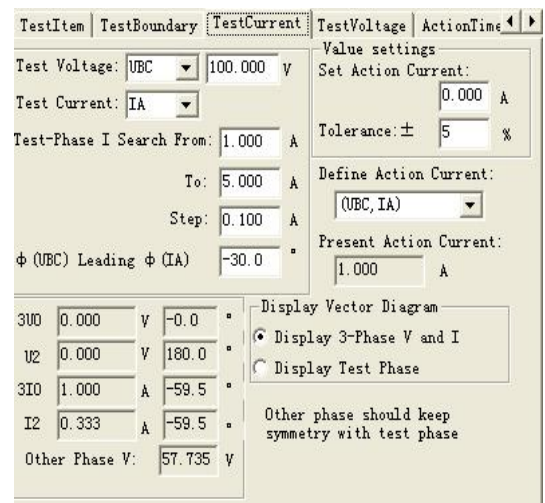 TestItem TestBoundary TestCurrent TestVoltage ActionTime
Test Voltage: UBC 100.000 V
Test Current: IA
Test-Phase I Search From: 1.000 A
To: 5.000 A
Step: 0.100 A
ϕ(UBC) Leading ϕ(IA) -30.0 °
Value settings
Set Action Current:
0.000 A
Tolerance:± 5 %
Define Action Current:
(UBC,IA)
Present Action Current:
1.000 A
3U0 0.000 V -0.0 °
U2 0.000 V 180.0 °
3I0 1.000 A -59.5 °
I2 0.333 A -59.5 °
Other Phase V: 57.735 V
Display Vector Diagram
Display 3-Phase V and I
Display Test Phase
Other phase should keep
symmetry with test phase